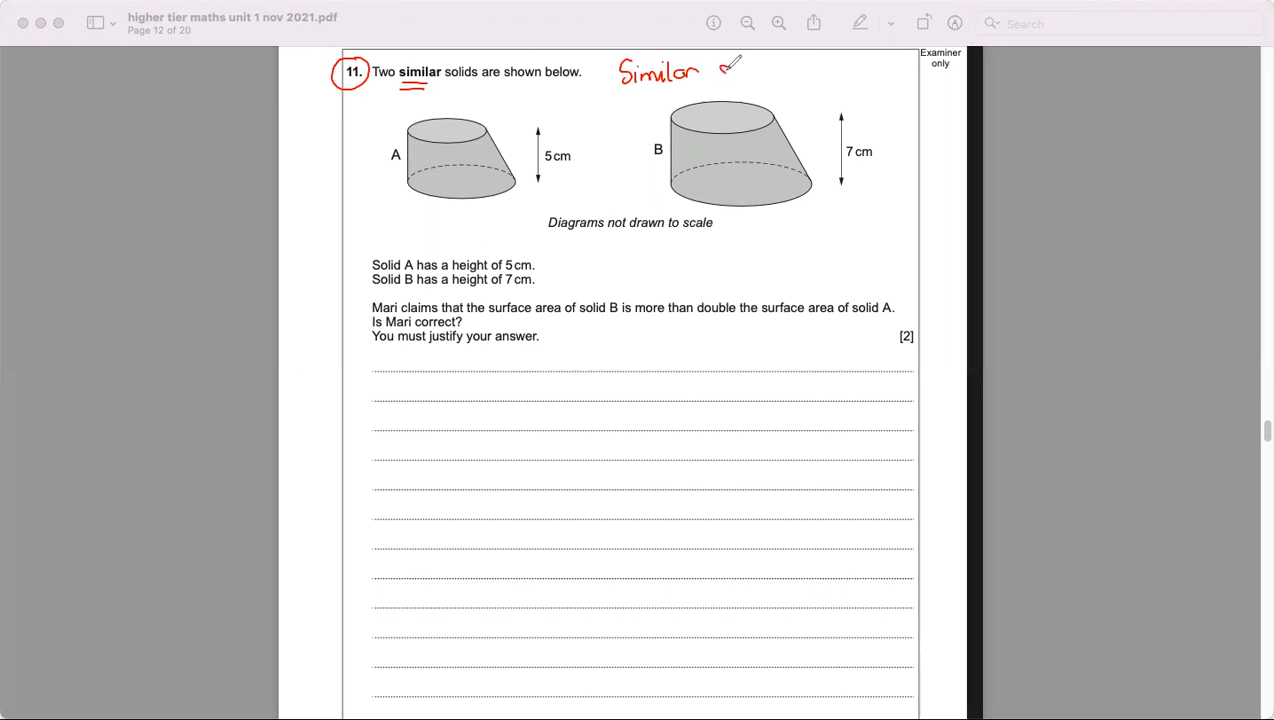 higher tier maths unit 1 nov 2021.pdf
Page 12 of 20
Search
Examiner
only
11. Two similar solids are shown below.
Similar
A
5 cm
B
7 cm
Diagrams not drawn to scale
Solid A has a height of 5 cm.
Solid B has a height of 7 cm.
Mari claims that the surface area of solid B is more than double the surface area of solid A.
Is Mari correct?
You must justify your answer.
[2]